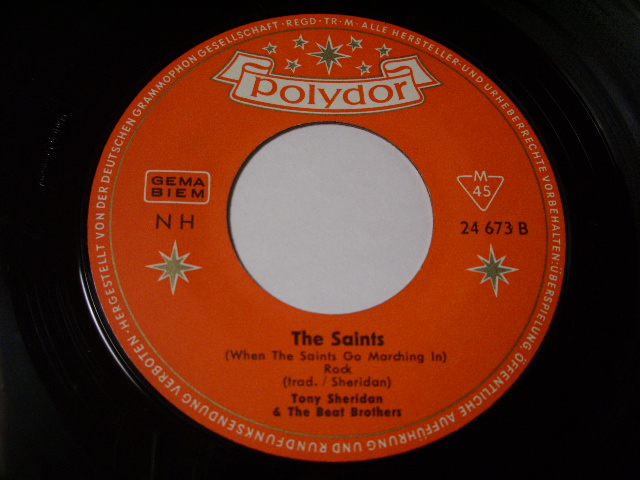 HERGESTELLT VON DER DEUTSCHEN GRAMMOPHON GESELLSCHAFT · REGD · TR · M · ALLE HERSTELLER- UND URHEBERRECHTE VORBEHALTEN: ÜBERSPIELUNG, ÖFFENTLICHE AUFFÜHRUNG UND RUNDFUNKSENDUNG VERBOTEN ·
Polydor
GEMA
BIEM
M
45
NH
24 673 B
The Saints
(When The Saints Go Marching In)
Rock
(trad. / Sheridan)
Tony Sheridan
& The Beat Brothers